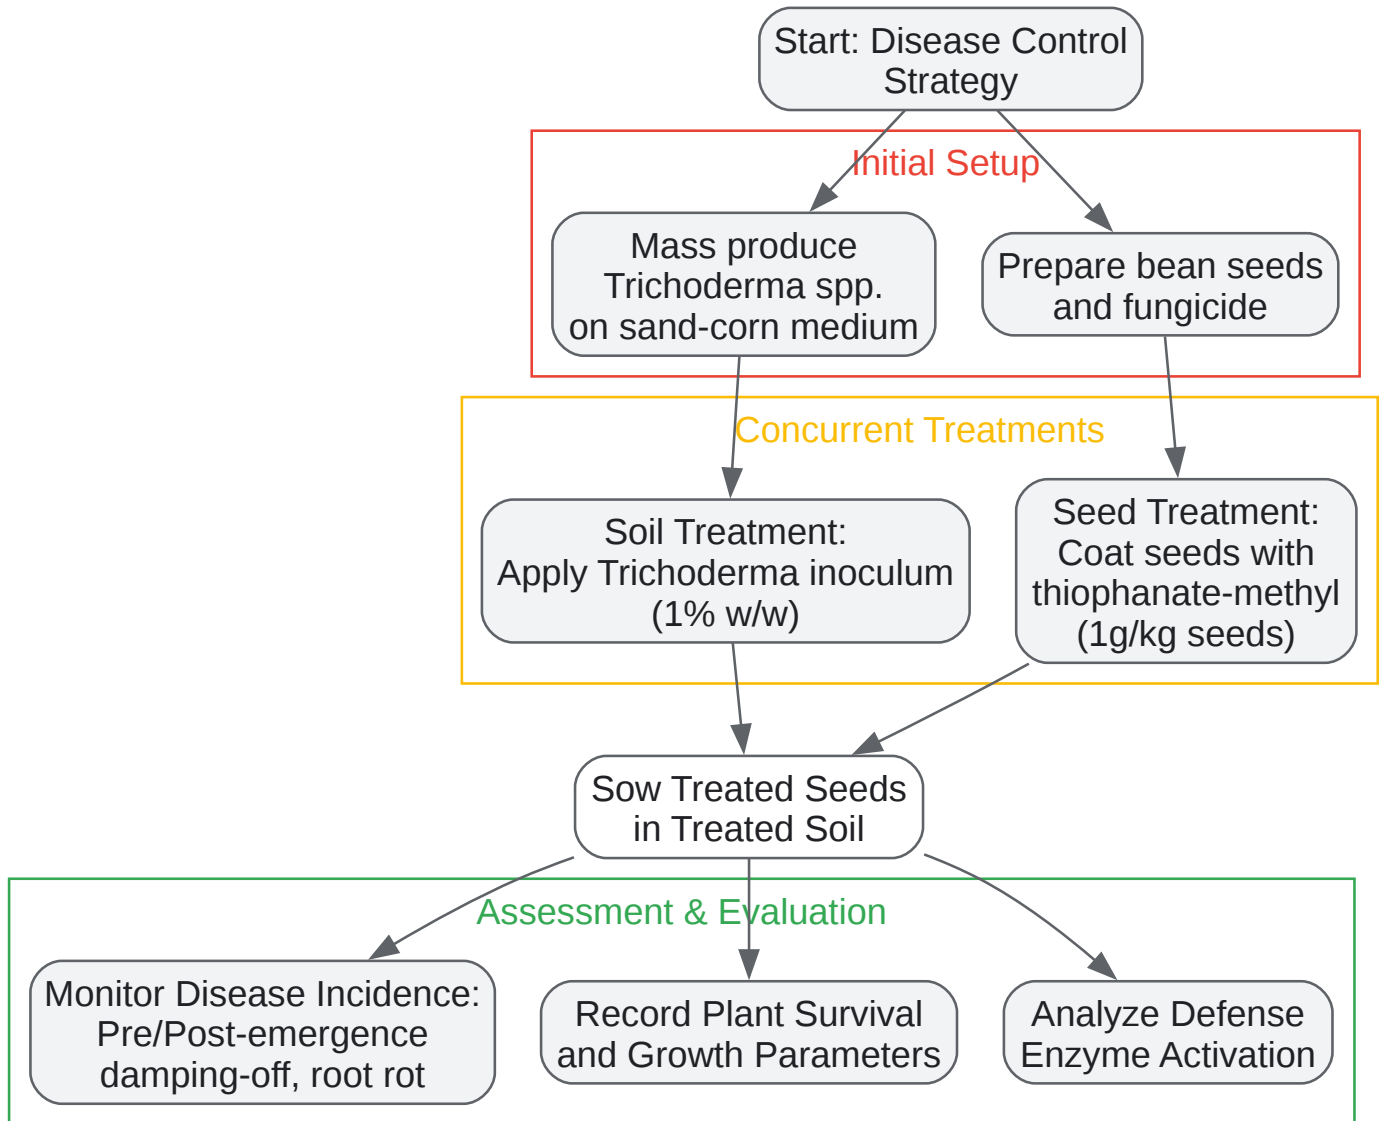 Start: Disease Control
Strategy
Initial Setup
Mass produce
Trichoderma spp.
on sand-corn medium
Prepare bean seeds
and fungicide
Concurrent Treatments
Soil Treatment:
Apply Trichoderma inoculum
(1% w/w)
Seed Treatment:
Coat seeds with
thiophanate-methyl
(1g/kg seeds)
Sow Treated Seeds
in Treated Soil
Assessment & Evaluation
Monitor Disease Incidence:
Pre/Post-emergence
damping-off, root rot
Record Plant Survival
and Growth Parameters
Analyze Defense
Enzyme Activation